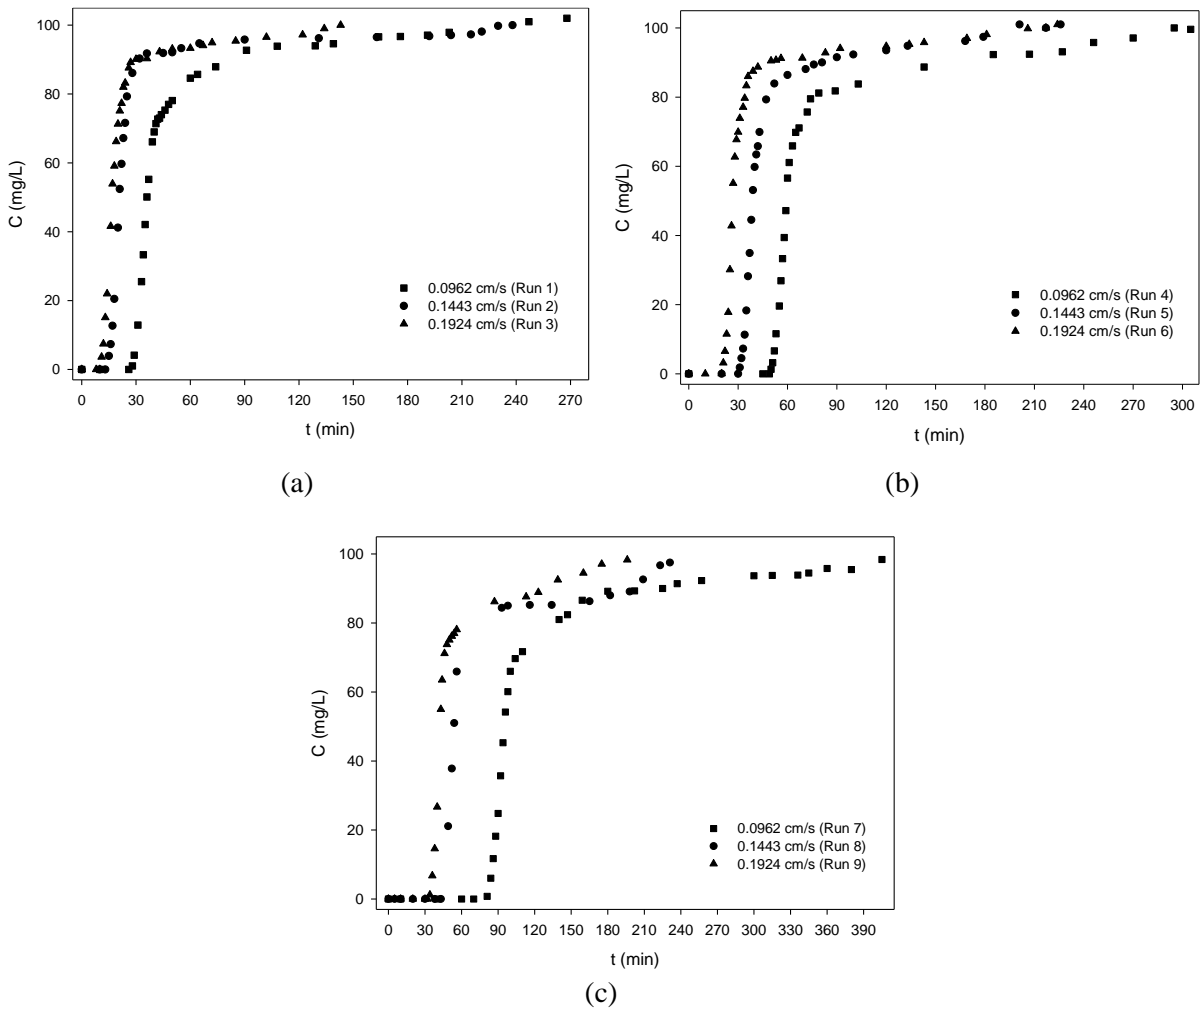 100
80
60
40
20
0
C (mg/L)
0.0962 cm/s (Run 1)
0.1443 cm/s (Run 2)
0.1924 cm/s (Run 3)
0 30 60 90 120 150 180 210 240 270
t (min)
(a)
100
80
60
40
20
0
C (mg/L)
0.0962 cm/s (Run 4)
0.1443 cm/s (Run 5)
0.1924 cm/s (Run 6)
0 30 60 90 120 150 180 210 240 270 300
t (min)
(b)
100
80
60
40
20
0
C (mg/L)
0.0962 cm/s (Run 7)
0.1443 cm/s (Run 8)
0.1924 cm/s (Run 9)
0 30 60 90 120 150 180 210 240 270 300 330 360 390
t (min)
(c)